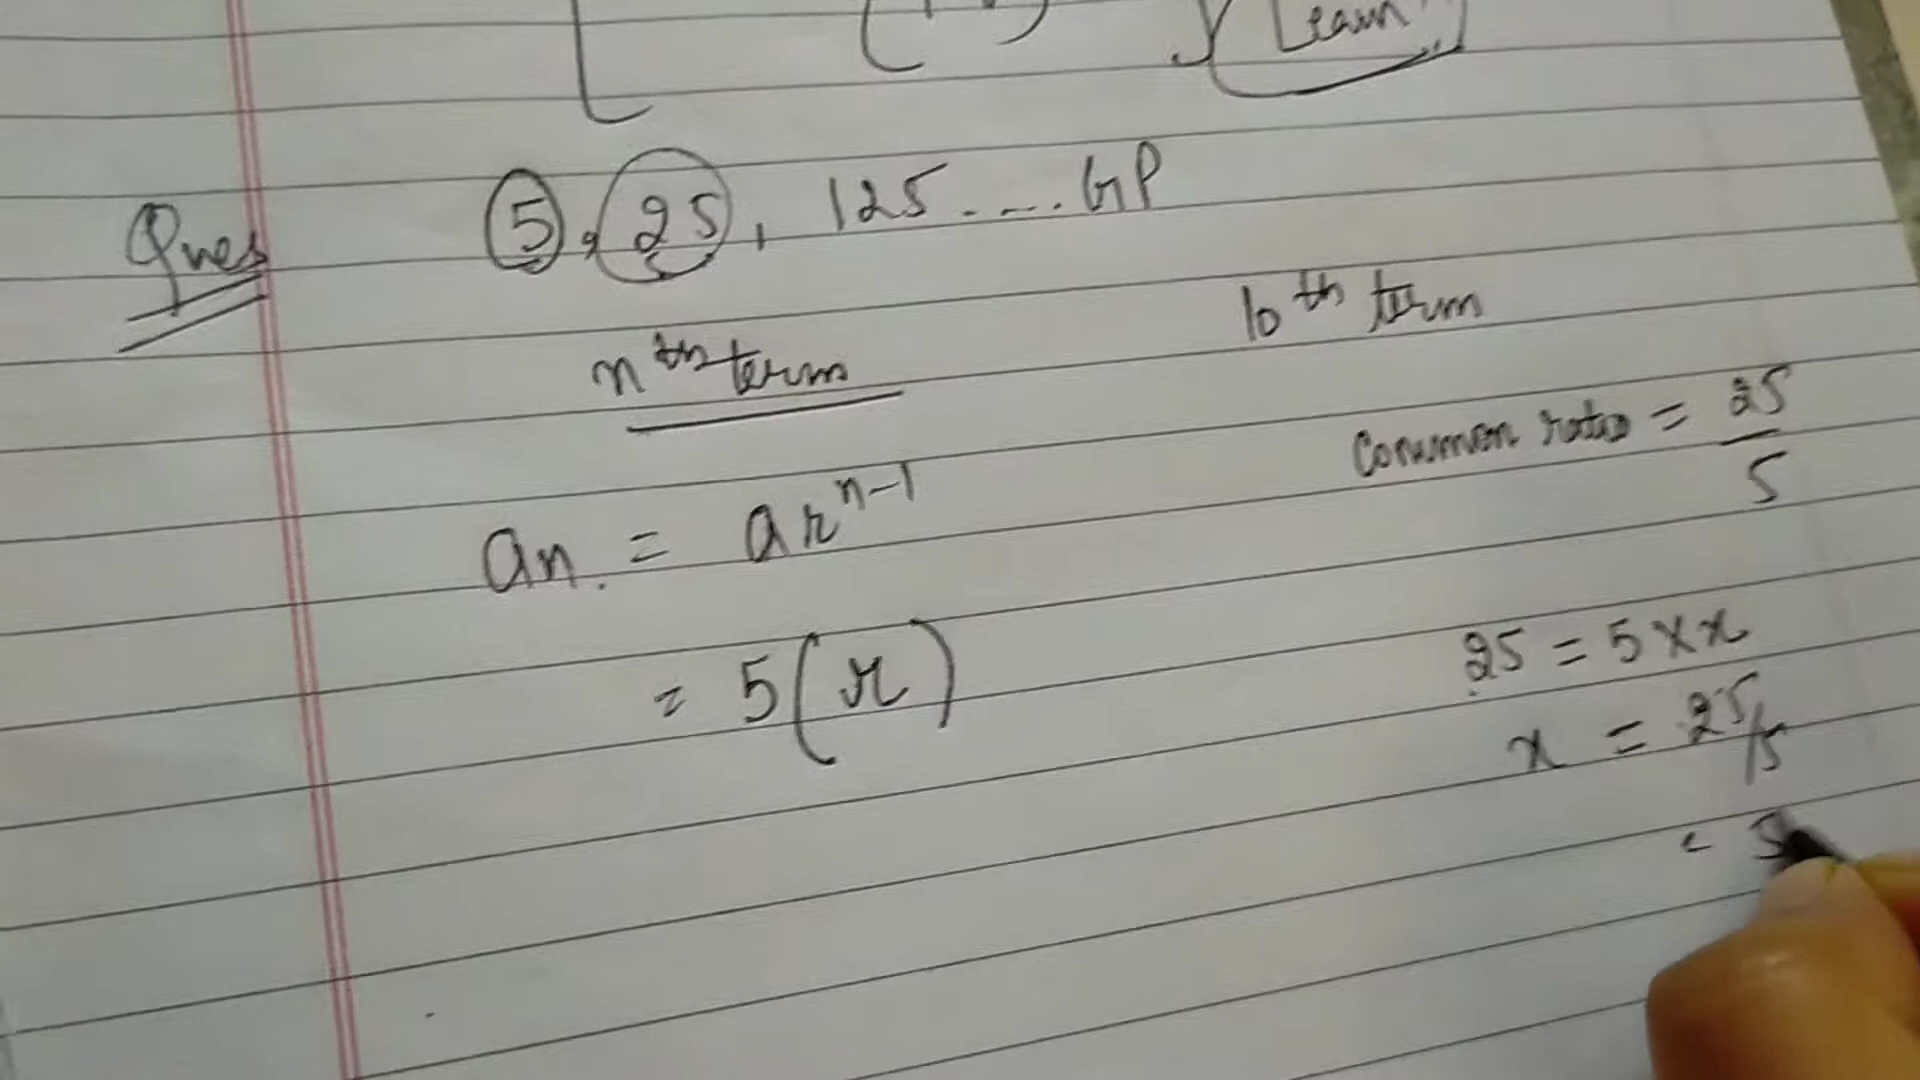 Learn
Ques 5, 25, 125 .... GP
nth term
10th term
Common ratio = 25/5
an = ar^n-1
= 5(r)
25 = 5 × x
x = 25/5
= 5